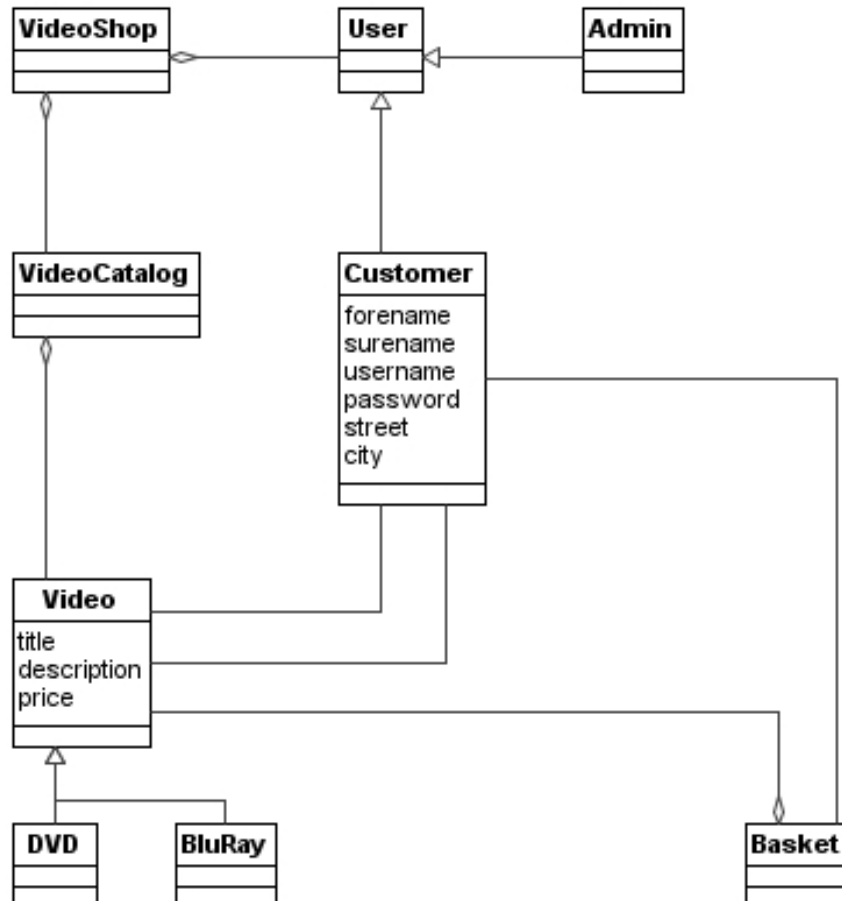 VideoShop
User
Admin
VideoCatalog
Customer
forename
surename
username
password
street
city
Video
title
description
price
DVD
BluRay
Basket